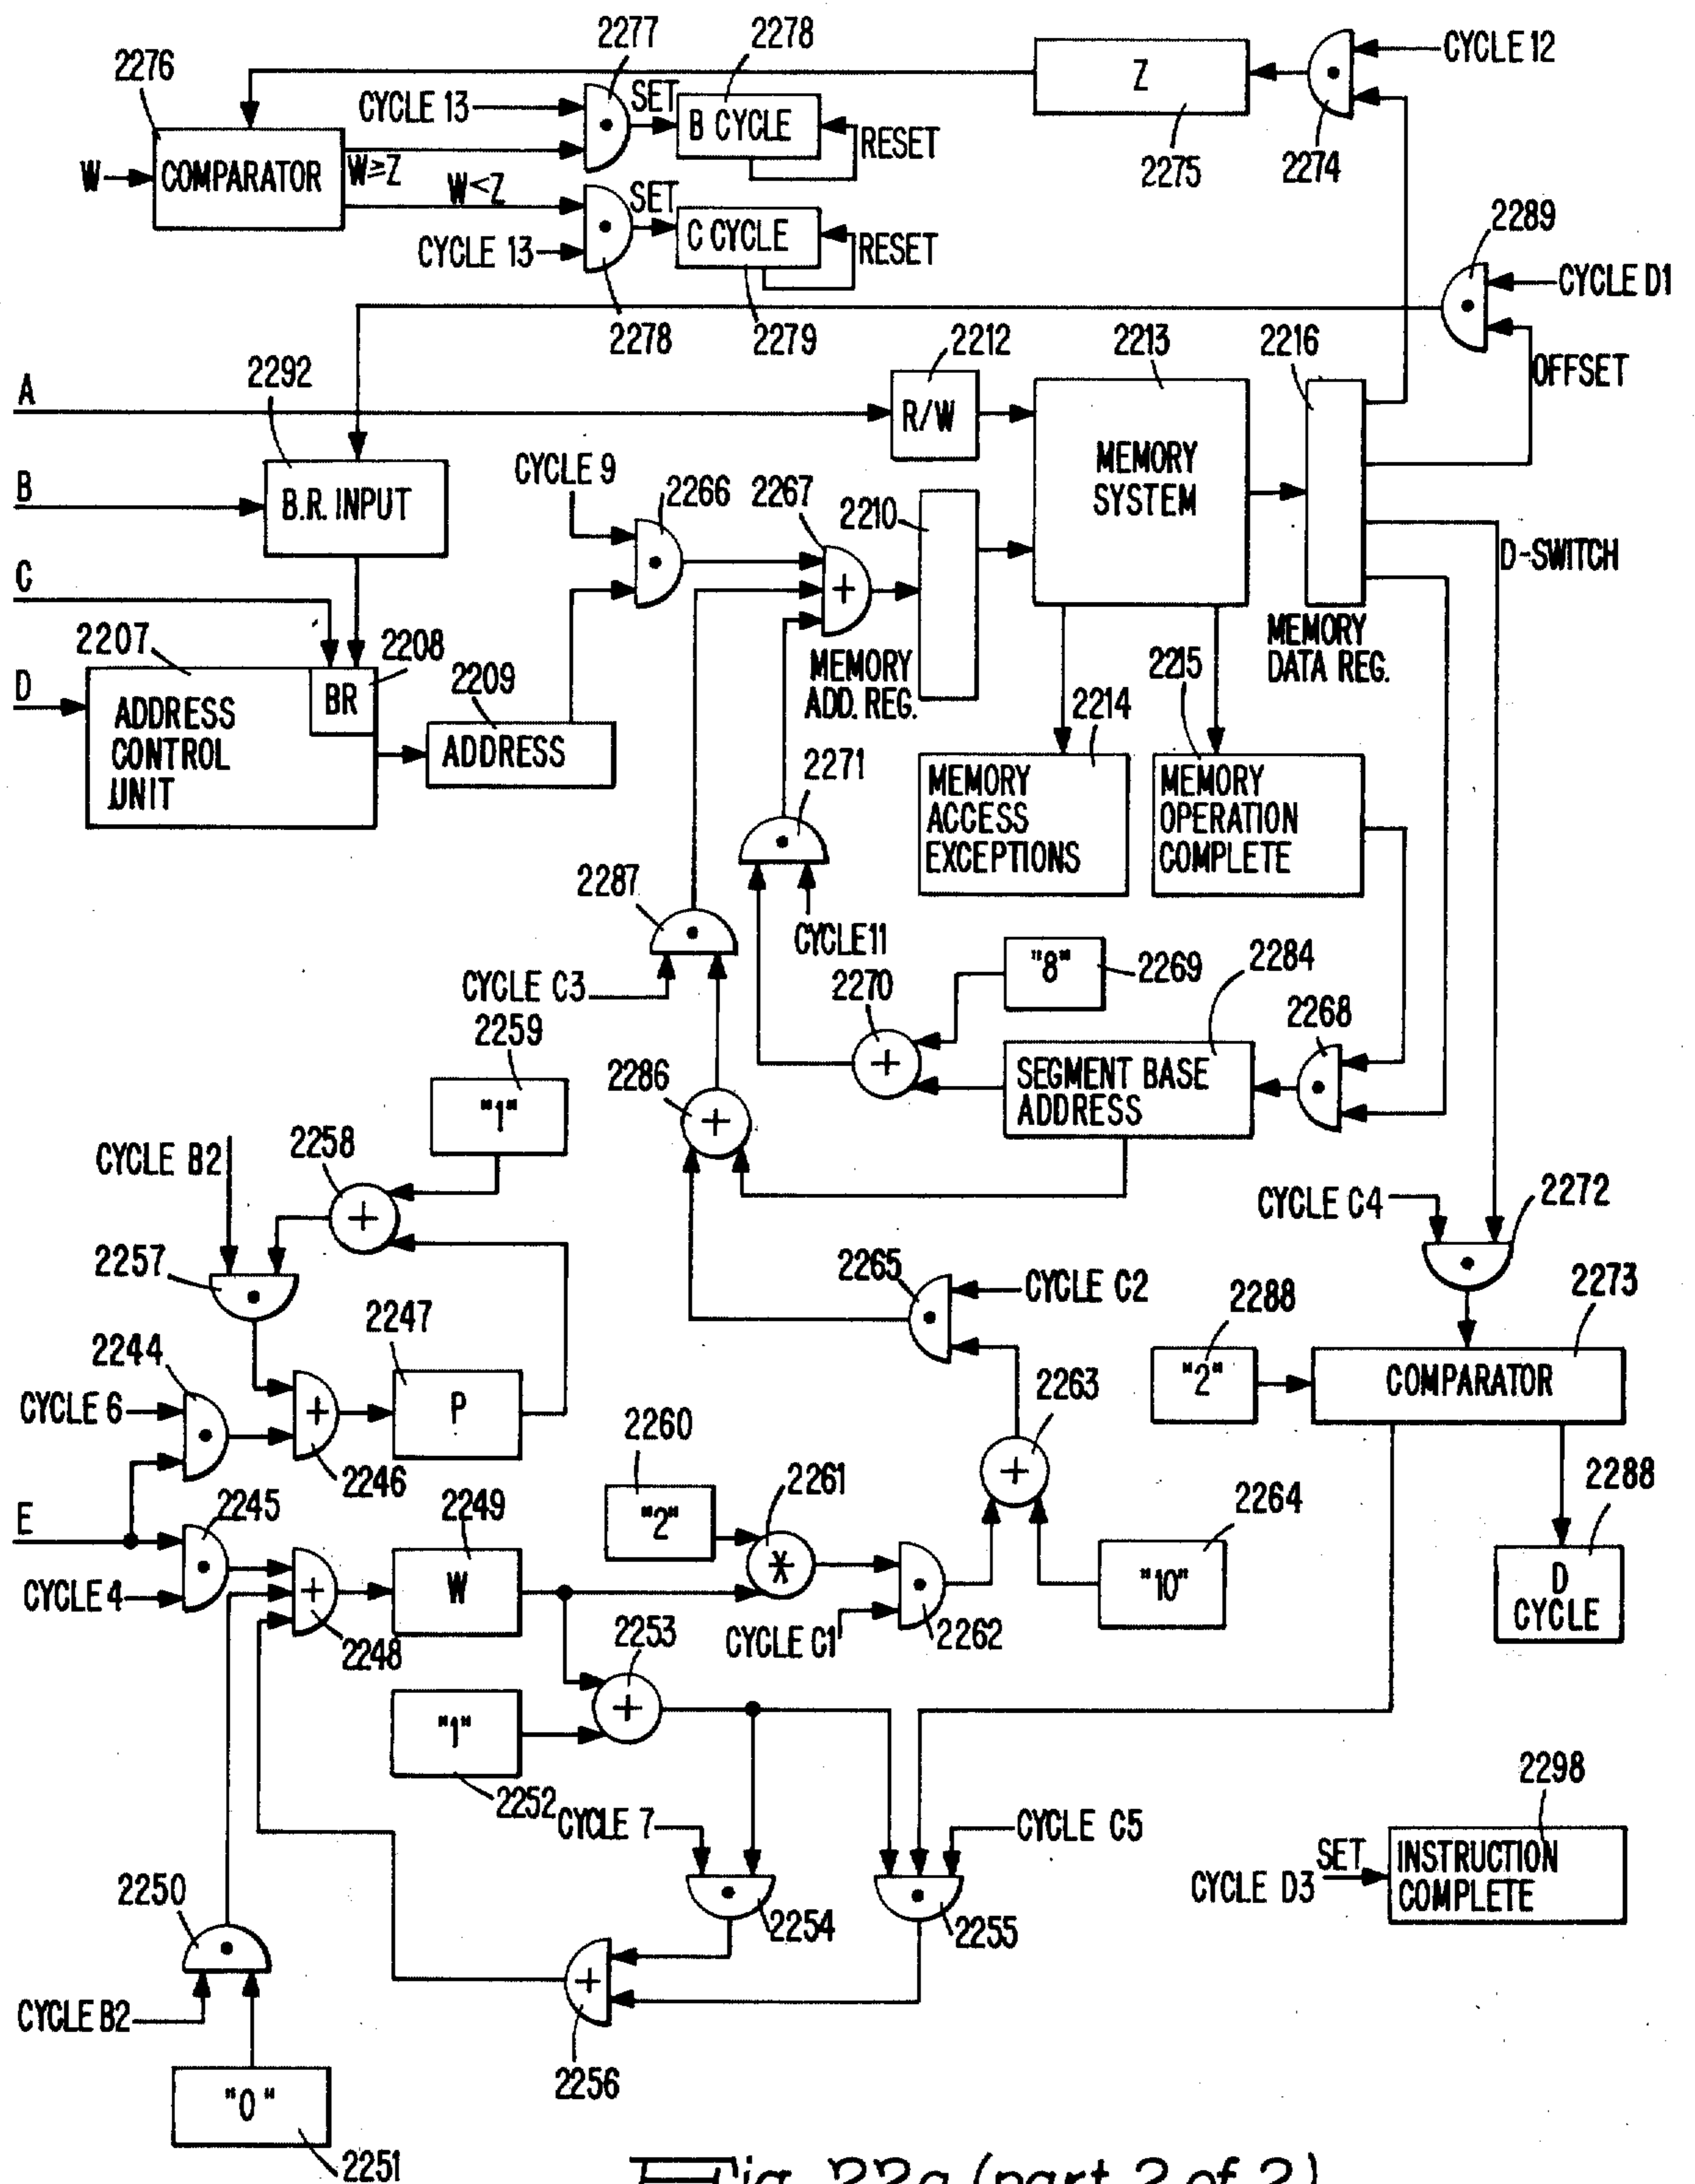 2277
2278
2276
CYCLE 13
SET
B CYCLE
RESET
Z
CYCLE 12
2275
2274
W
COMPARATOR
W≥Z
W<Z
SET
C CYCLE
RESET
CYCLE 13
2278
2279
2289
CYCLE D1
OFFSET
2212
2213
2216
A
2292
R/W
MEMORY
SYSTEM
B
B.R. INPUT
CYCLE 9
2266
2267
2210
D-SWITCH
C
2207
2208
BR
D
ADDRESS
CONTROL
UNIT
2209
ADDRESS
MEMORY
ADD. REG.
MEMORY
DATA REG.
2215
2214
2271
MEMORY
ACCESS
EXCEPTIONS
MEMORY
OPERATION
COMPLETE
2287
CYCLE 11
CYCLE C3
"8"
2269
2284
2270
2268
2259
"1"
2286
SEGMENT BASE
ADDRESS
CYCLE B2
2258
CYCLE C4
2272
2257
2265
CYCLE C2
2288
2273
2244
2247
"2"
COMPARATOR
CYCLE 6
P
2263
2246
2260
2261
2264
2288
E
2245
2249
"2"
*
"10"
D
CYCLE
CYCLE 4
W
2248
2253
CYCLE C1
2262
"1"
2252
CYCLE 7
CYCLE C5
2298
SET
INSTRUCTION
COMPLETE
CYCLE D3
2250
2254
2255
CYCLE B2
2256
"0"
2251
Fig. 22a (part 2 of 2)